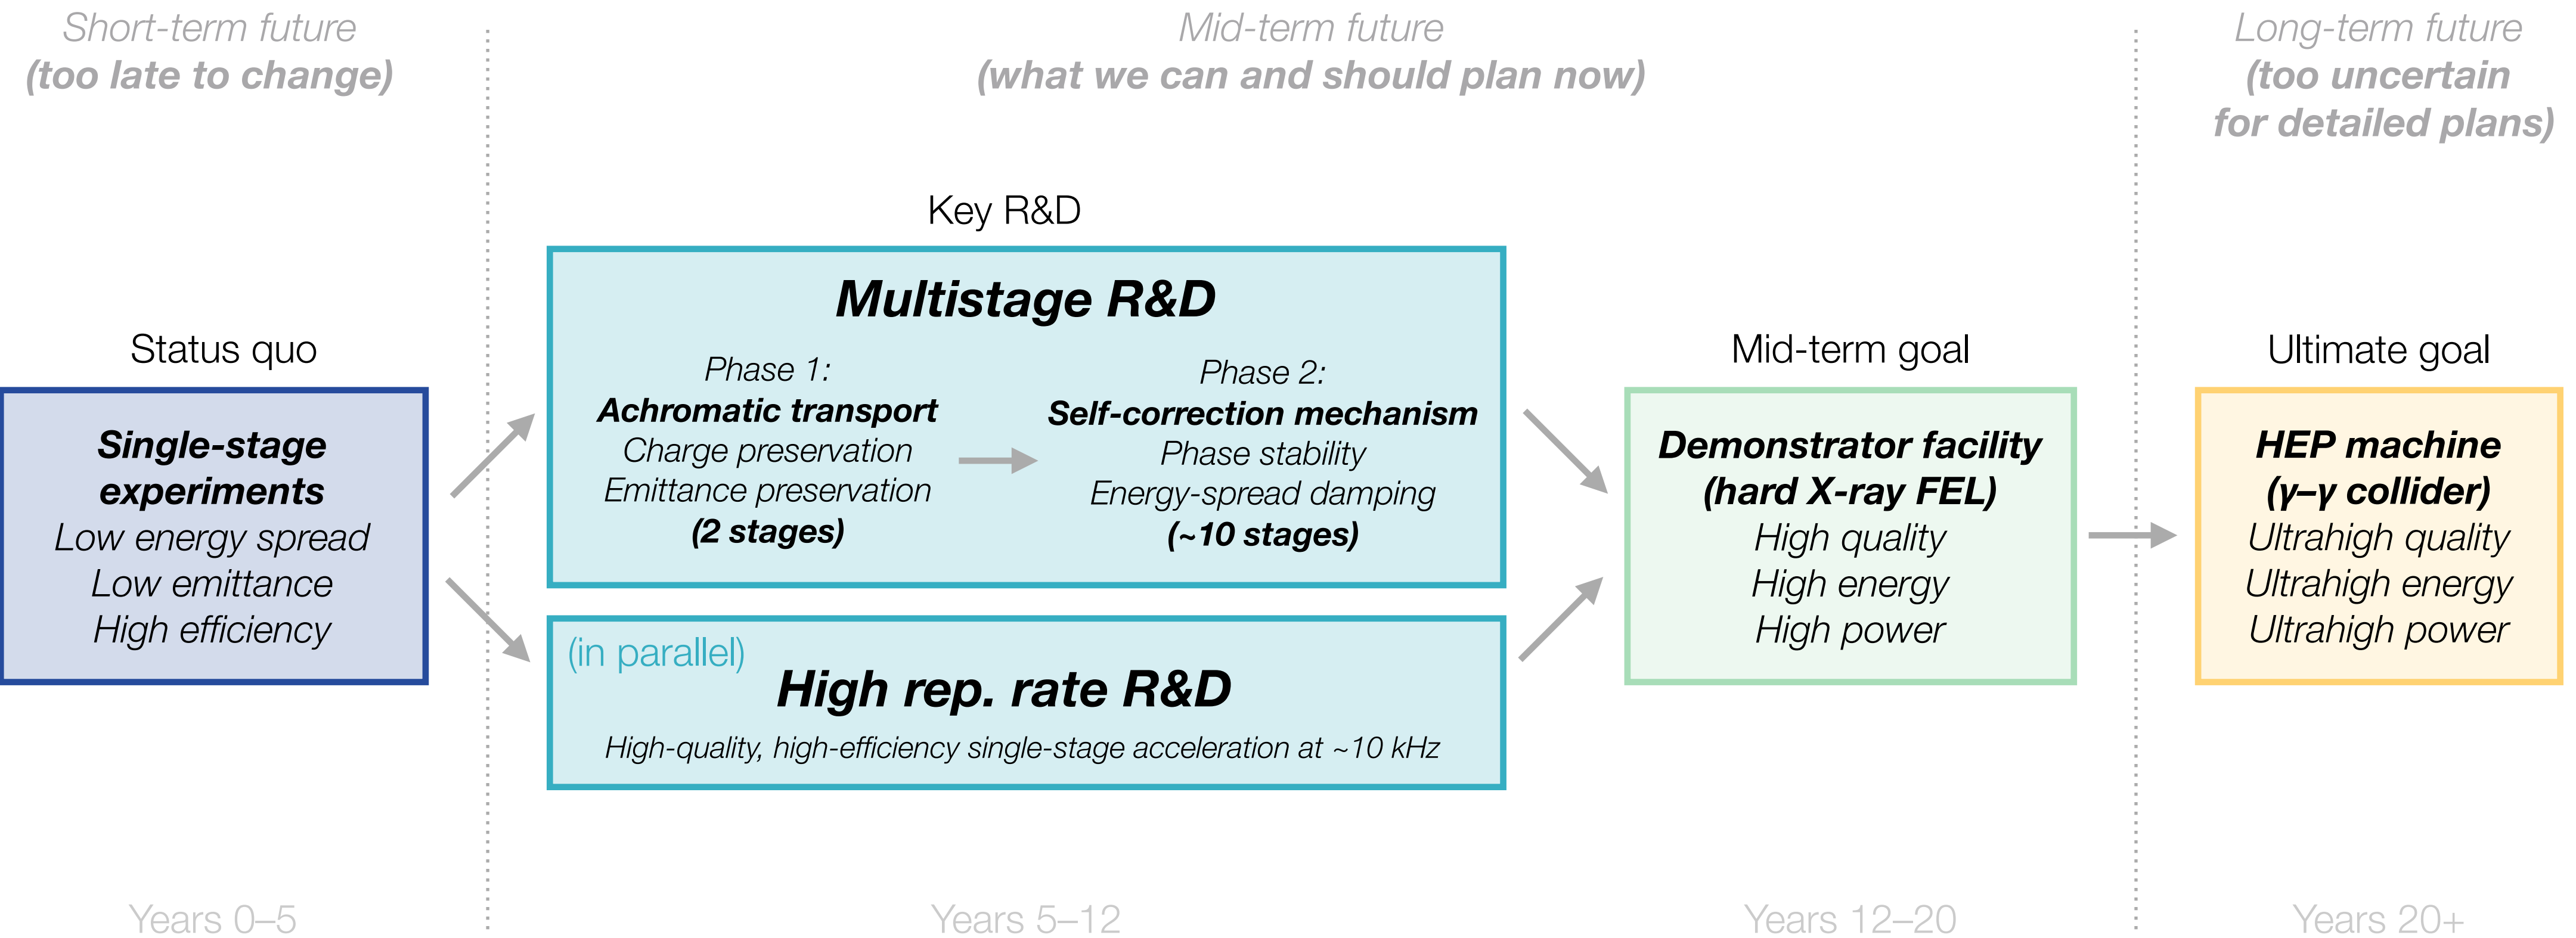 Short-term future
(too late to change)
Mid-term future
(what we can and should plan now)
Long-term future
(too uncertain
for detailed plans)
Status quo
Single-stage
experiments
Low energy spread
Low emittance
High efficiency
Key R&D
Multistage R&D
Phase 1:
Achromatic transport
Charge preservation
Emittance preservation
(2 stages)
Phase 2:
Self-correction mechanism
Phase stability
Energy-spread damping
(~10 stages)
(in parallel)
High rep. rate R&D
High-quality, high-efficiency single-stage acceleration at ~10 kHz
Mid-term goal
Demonstrator facility
(hard X-ray FEL)
High quality
High energy
High power
Ultimate goal
HEP machine
(γ–γ collider)
Ultrahigh quality
Ultrahigh energy
Ultrahigh power
Years 0–5
Years 5–12
Years 12–20
Years 20+